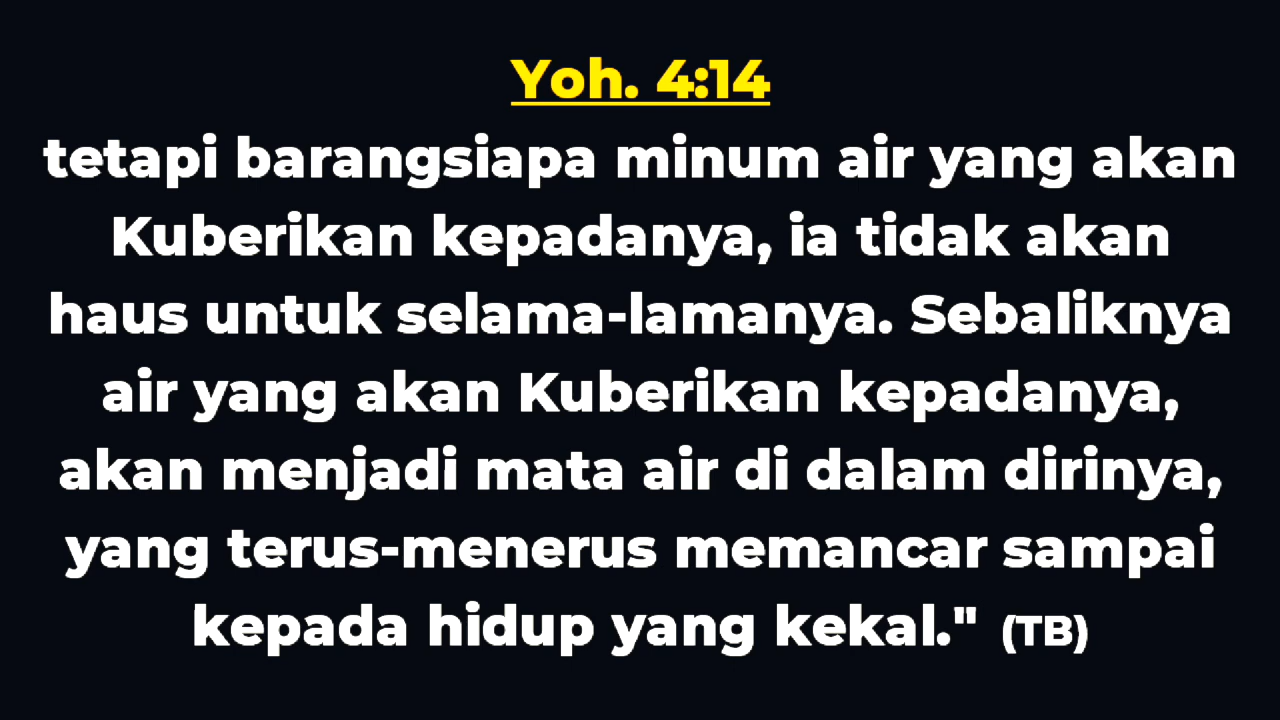 Yoh. 4:14
tetapi barangsiapa minum air yang akan
Kuberikan kepadanya, ia tidak akan
haus untuk selama-lamanya. Sebaliknya
air yang akan Kuberikan kepadanya,
akan menjadi mata air di dalam dirinya,
yang terus-menerus memancar sampai
kepada hidup yang kekal." (TB)